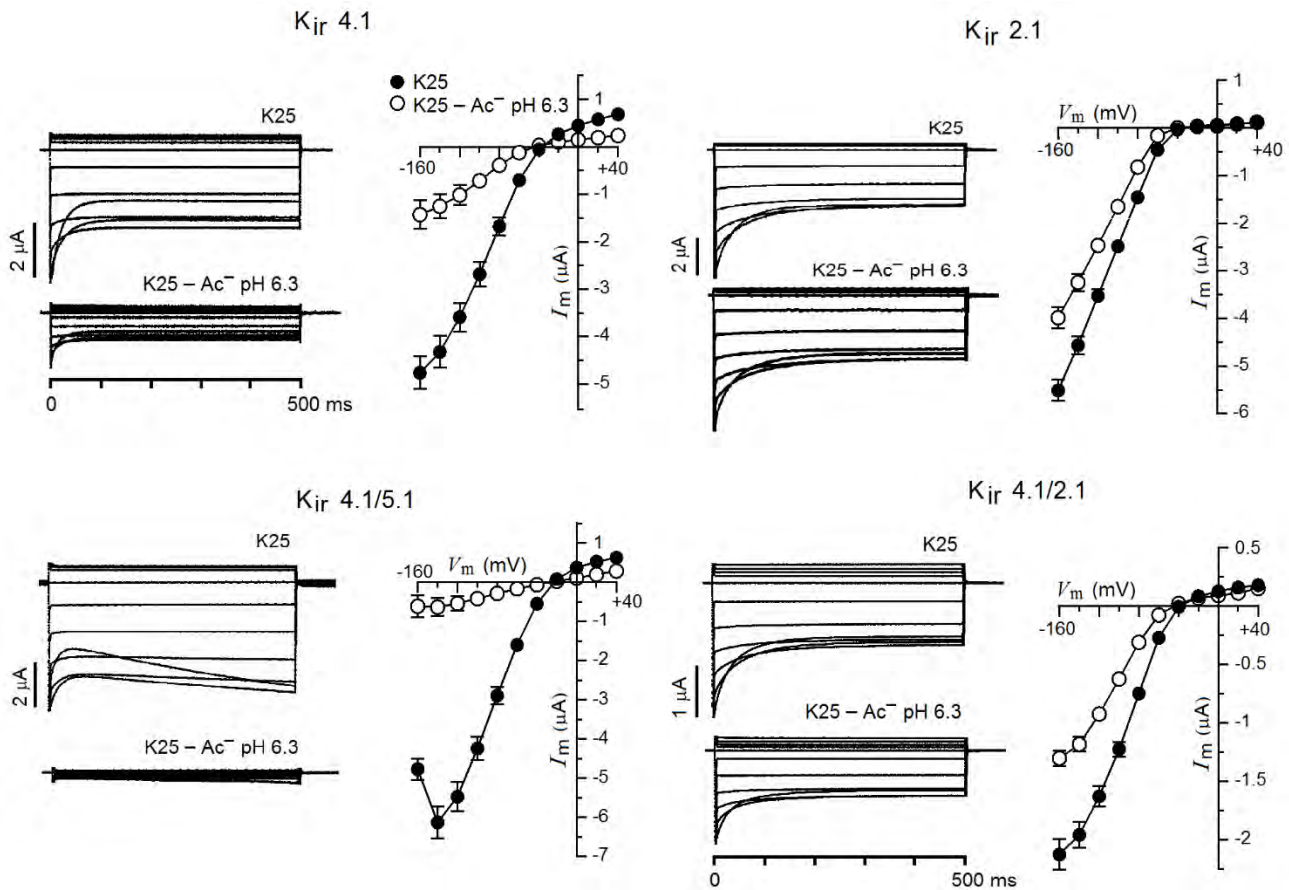 Kir 4.1
K25
2 µA
K25 – Ac⁻ pH 6.3
0
500 ms
K25
K25 – Ac⁻ pH 6.3
1
-160
+40
-1
-2
-3
-4
-5
Im (µA)
Kir 2.1
K25
2 µA
K25 – Ac⁻ pH 6.3
1
Vm (mV)
-160
+40
-1
-2
-3
-4
-5
-6
Im (µA)
Kir 4.1/5.1
K25
2 µA
K25 – Ac⁻ pH 6.3
1
-160
Vm (mV)
+40
-1
-2
-3
-4
-5
-6
-7
Im (µA)
Kir 4.1/2.1
K25
1 µA
K25 – Ac⁻ pH 6.3
0
500 ms
0.5
Vm (mV)
-160
+40
-0.5
-1
-1.5
-2
Im (µA)